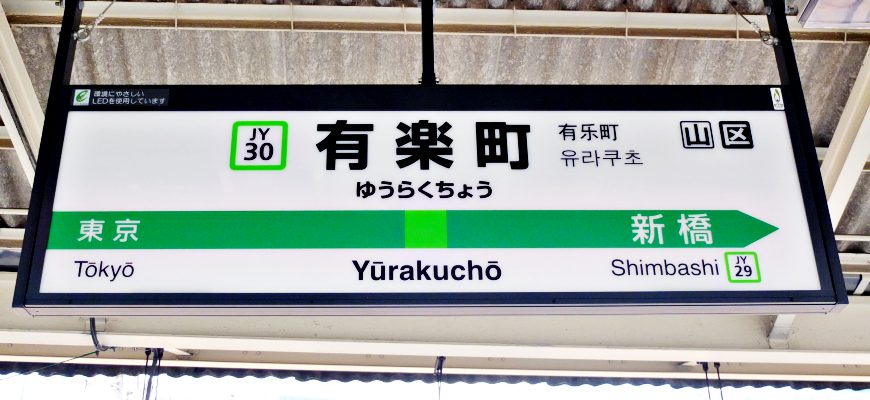 環境にやさしい
LEDを使用しています
JY
30
有楽町
有乐町
유라쿠초
山 区
ゆうらくちょう
東京
新橋
Tōkyō
Yūrakuchō
Shimbashi
JY
29